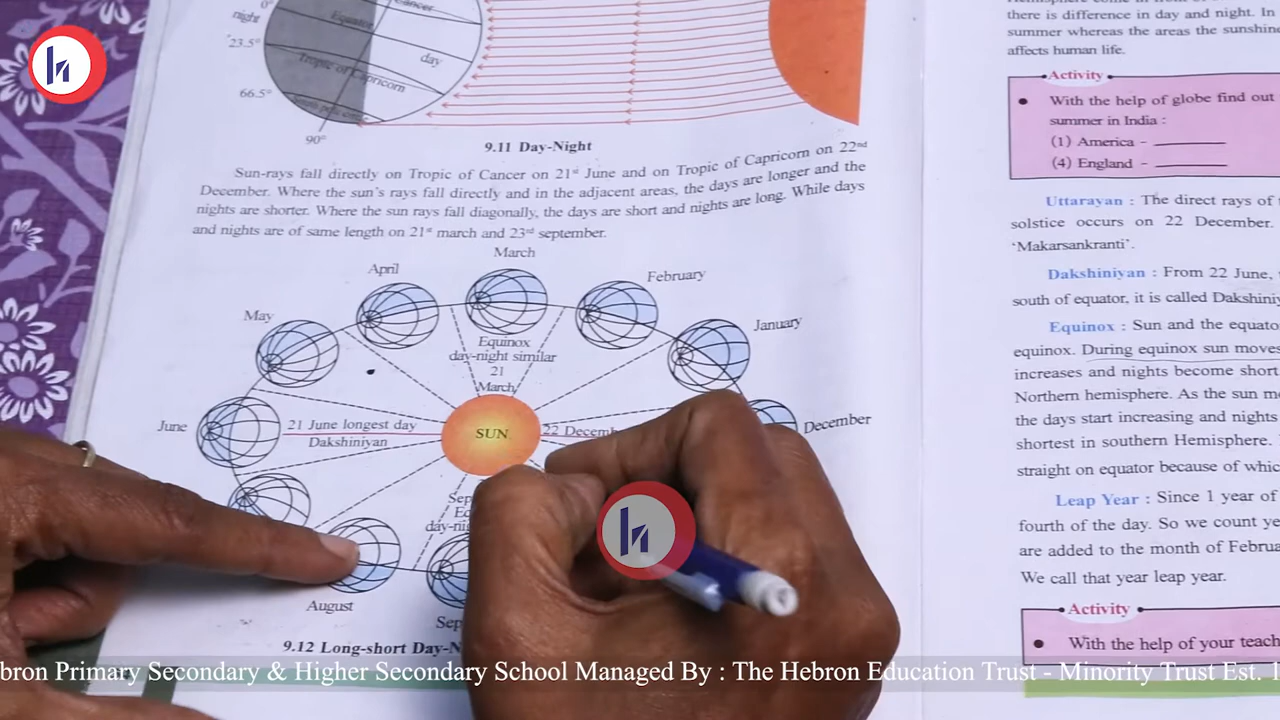 0°
Cancer
night
Equator
23.5°
day
Tropic of Capricorn
66.5°
90°
9.11 Day-Night
Sun-rays fall directly on Tropic of Cancer on 21st June and on Tropic of Capricorn on 22nd
December. Where the sun's rays fall directly and in the adjacent areas, the days are longer and the
nights are shorter. Where the sun rays fall diagonally, the days are short and nights are long. While days
and nights are of same length on 21st march and 23rd september.
March
April
February
May
January
Equinox
day-night similar
21
March
June
21 June longest day
Dakshiniyan
SUN
22 Decem
December
Sep
day-ni
August
Sep
9.12 Long-short Day-N
there is difference in day and night. In
summer whereas the areas the sunshin
affects human life.
Activity
• With the help of globe find out
summer in India :
(1) America -
(4) England -
Uttarayan : The direct rays of
solstice occurs on 22 December.
'Makarsankranti'.
Dakshiniyan : From 22 June,
south of equator, it is called Dakshiniy
Equinox : Sun and the equato
equinox. During equinox sun moves
increases and nights become short
Northern hemisphere. As the sun m
the days start increasing and nights
shortest in southern Hemisphere.
straight on equator because of which
Leap Year : Since 1 year of
fourth of the day. So we count ye
are added to the month of Februa
We call that year leap year.
Activity
• With the help of your teach
bron Primary Secondary & Higher Secondary School Managed By : The Hebron Education Trust - Minority Trust Est. 1